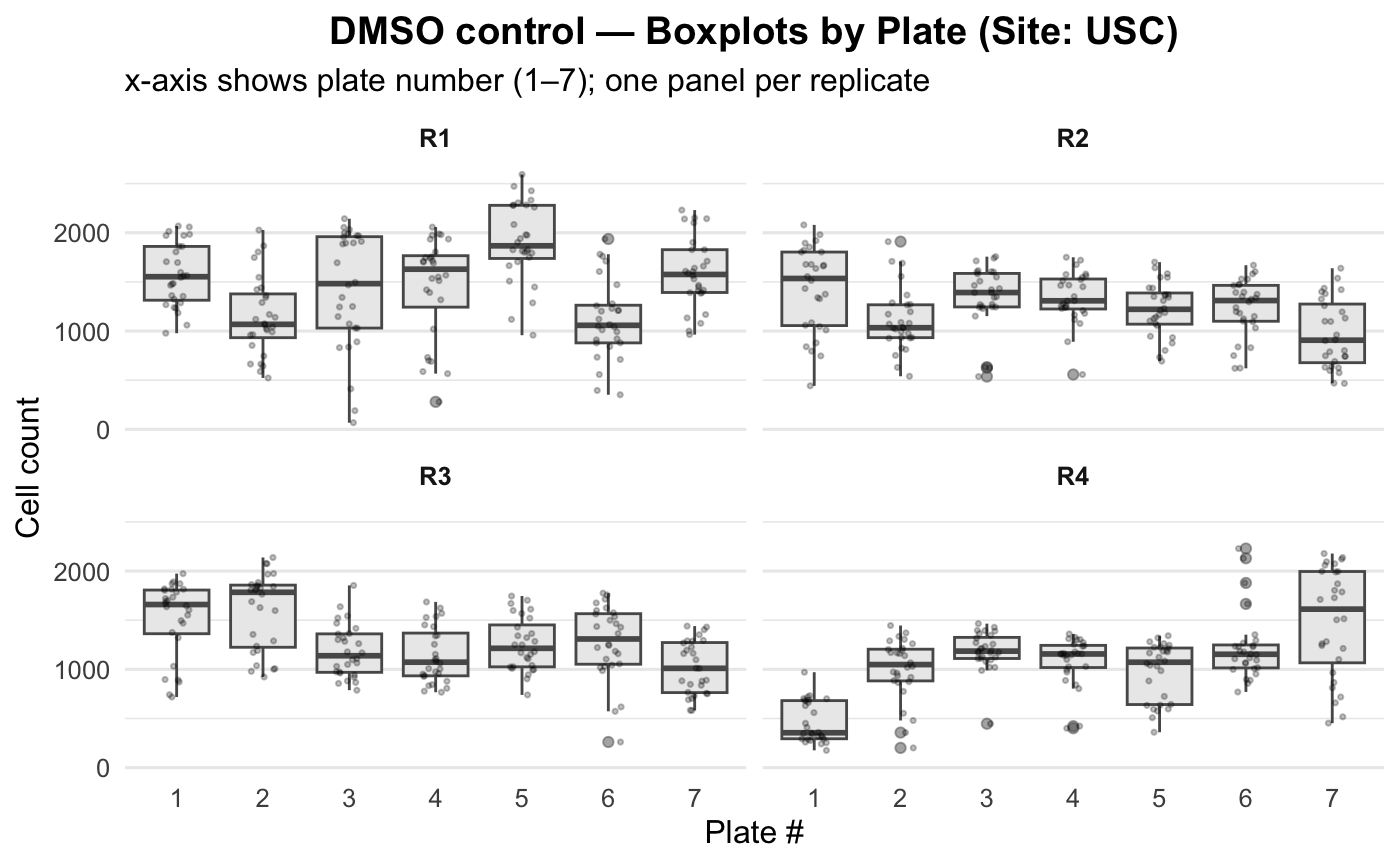 DMSO control — Boxplots by Plate (Site: USC)
x-axis shows plate number (1–7); one panel per replicate
R1
R2
2000
1000
0
Cell count
R3
R4
2000
1000
0
1 2 3 4 5 6 7
1 2 3 4 5 6 7
Plate #